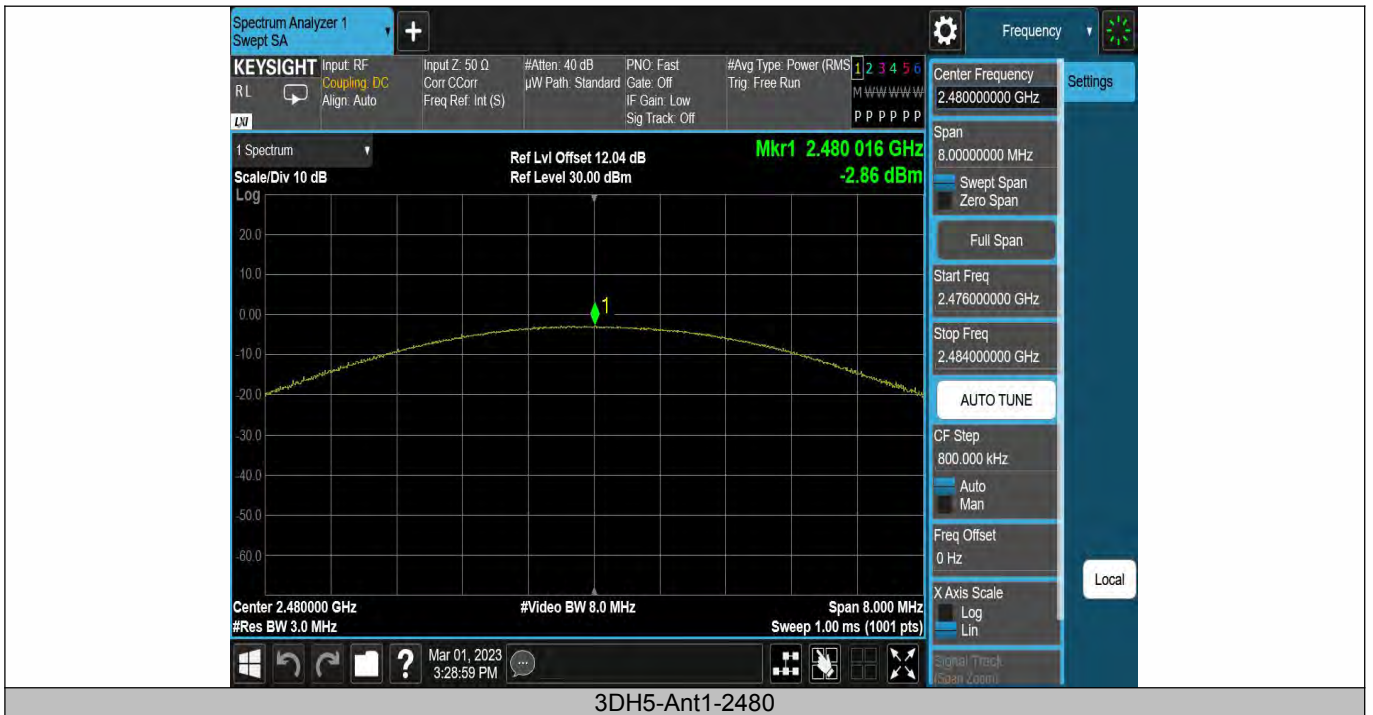 Spectrum Analyzer 1
Swept SA
+
Frequency
KEYSIGHT
Input: RF
Coupling: DC
Align: Auto
Input Z: 50 Ω
Corr CCorr
Freq Ref: Int (S)
#Atten: 40 dB
µW Path: Standard
PNO: Fast
Gate: Off
IF Gain: Low
Sig Track: Off
#Avg Type: Power (RMS
Trig: Free Run
1 2 3 4 5 6
M W W W W W
P P P P P P
R L
LXI
Center Frequency
2.480000000 GHz
Settings
Span
8.00000000 MHz
Swept Span
Zero Span
Full Span
Start Freq
2.476000000 GHz
Stop Freq
2.484000000 GHz
AUTO TUNE
CF Step
800.000 kHz
Auto
Man
Freq Offset
0 Hz
X Axis Scale
Log
Lin
Signal Track
(Span Zoom)
Local
1 Spectrum
Scale/Div 10 dB
Ref Lvl Offset 12.04 dB
Ref Level 30.00 dBm
Mkr1 2.480 016 GHz
-2.86 dBm
Log
20.0
10.0
0.00
-10.0
-20.0
-30.0
-40.0
-50.0
-60.0
1
Center 2.480000 GHz
#Res BW 3.0 MHz
#Video BW 8.0 MHz
Span 8.000 MHz
Sweep 1.00 ms (1001 pts)
?
Mar 01, 2023
3:28:59 PM
3DH5-Ant1-2480